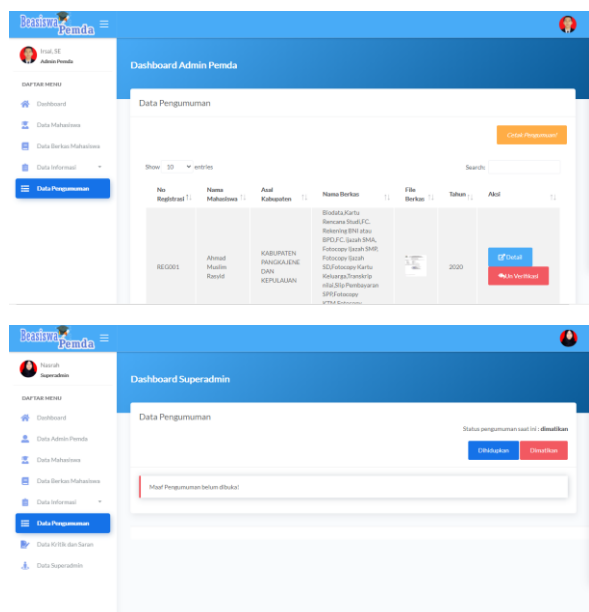 Beasiswa
Pemda
Irsal, SE
Admin Pemda
Dashboard Admin Pemda
DAFTAR MENU
Dashboard
Data Mahasiswa
Data Berkas Mahasiswa
Data Informasi
Data Pengumuman
Data Pengumuman
Cetak Pengumuman!
Show 10 entries
Search:
No Registrasi
Nama Mahasiswa
Asal Kabupaten
Nama Berkas
File Berkas
Tahun
Aksi
REG001
Ahmad Muslim Rasyid
KABUPATEN PANGKAJENE DAN KEPULAUAN
Biodata,Kartu
Rencana Studi,FC.
Rekening BNI atau
BPD,FC. Ijazah SMA,
Fotocopy Ijazah SMP,
Fotocopy Ijazah
SD,Fotocopy Kartu
Keluarga,Transkrip
nilai,Slip Pembayaran
SPP,Fotocopy
KTM,Fotocopy
2020
Detail
Un Verifikasi
Beasiswa
Pemda
Nasrah
Superadmin
Dashboard Superadmin
DAFTAR MENU
Dashboard
Data Admin Pemda
Data Mahasiswa
Data Berkas Mahasiswa
Data Informasi
Data Pengumuman
Data Kritik dan Saran
Data Superadmin
Data Pengumuman
Status pengumuman saat ini : dimatikan
Dihidupkan
Dimatikan
Maaf Pengumuman belum dibuka!